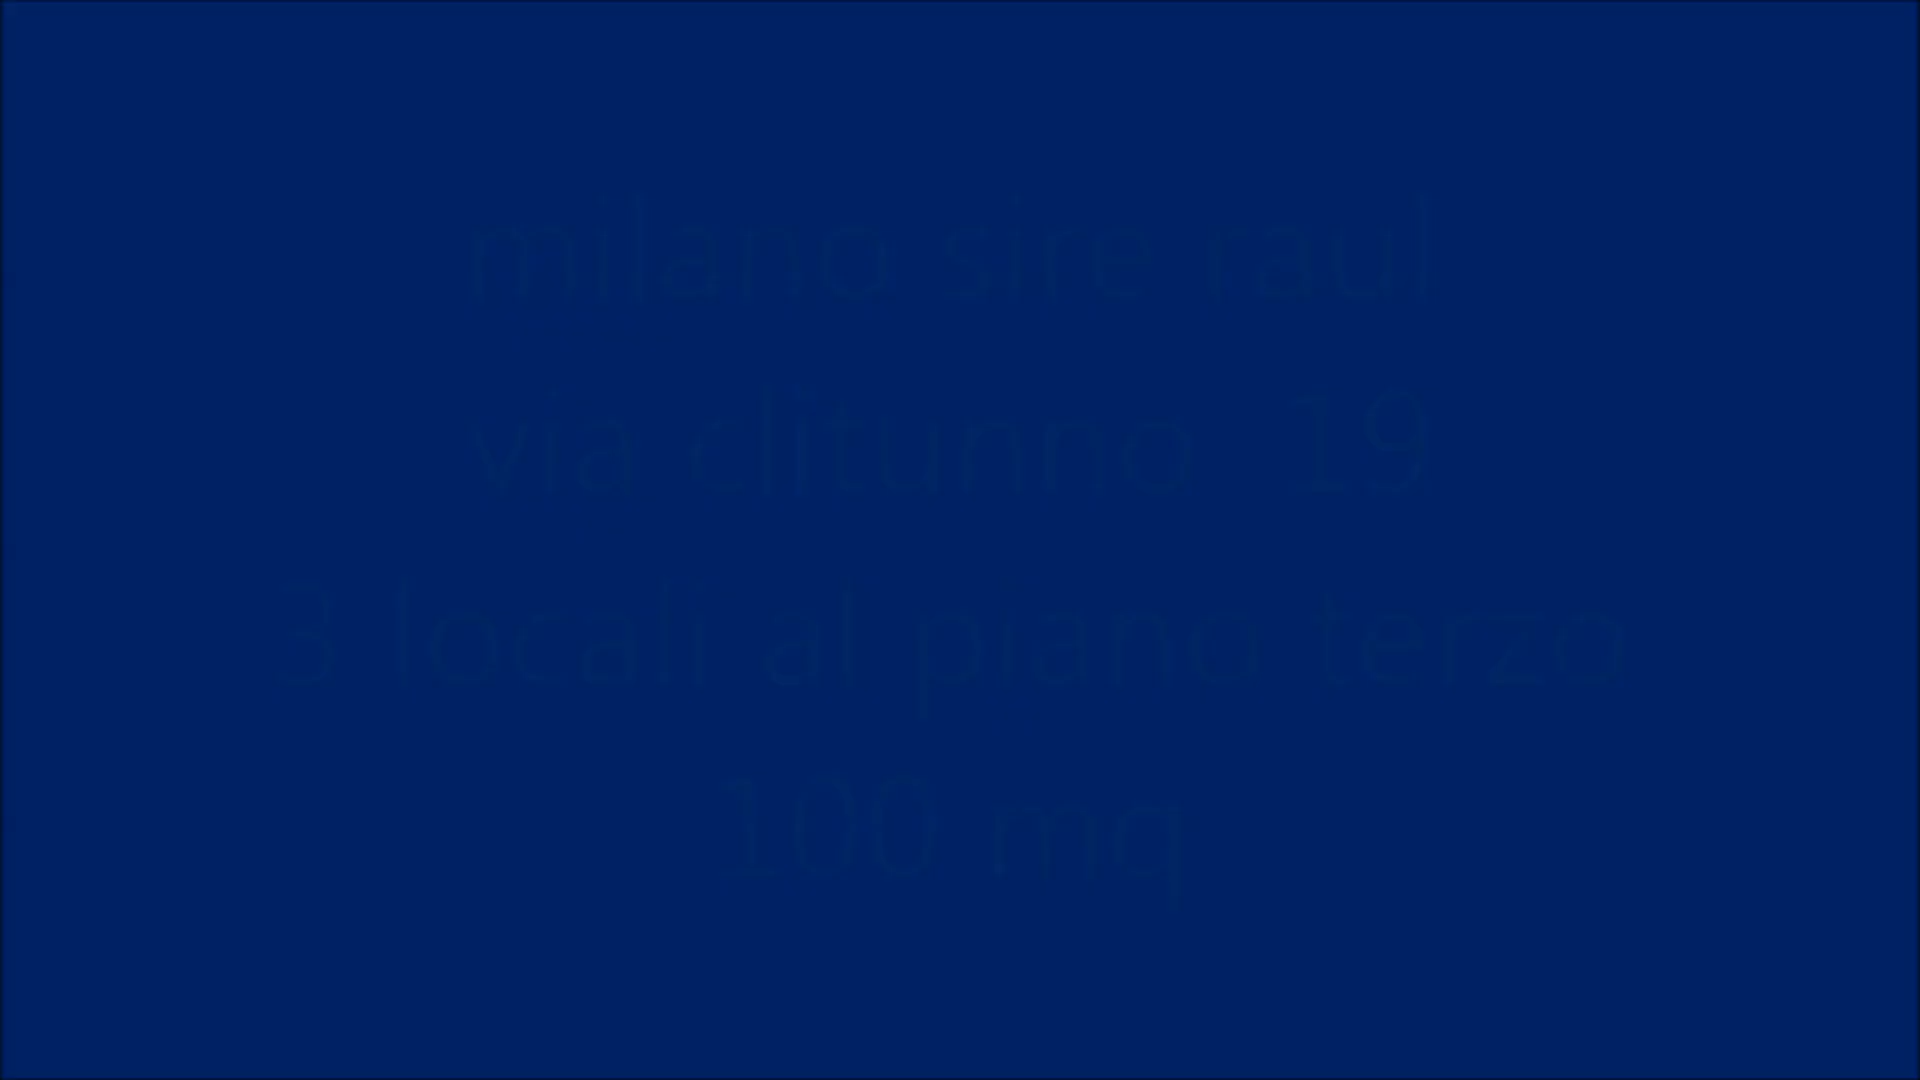 milano sire raul
via clitunno 19
3 locali al piano terzo
100 mq